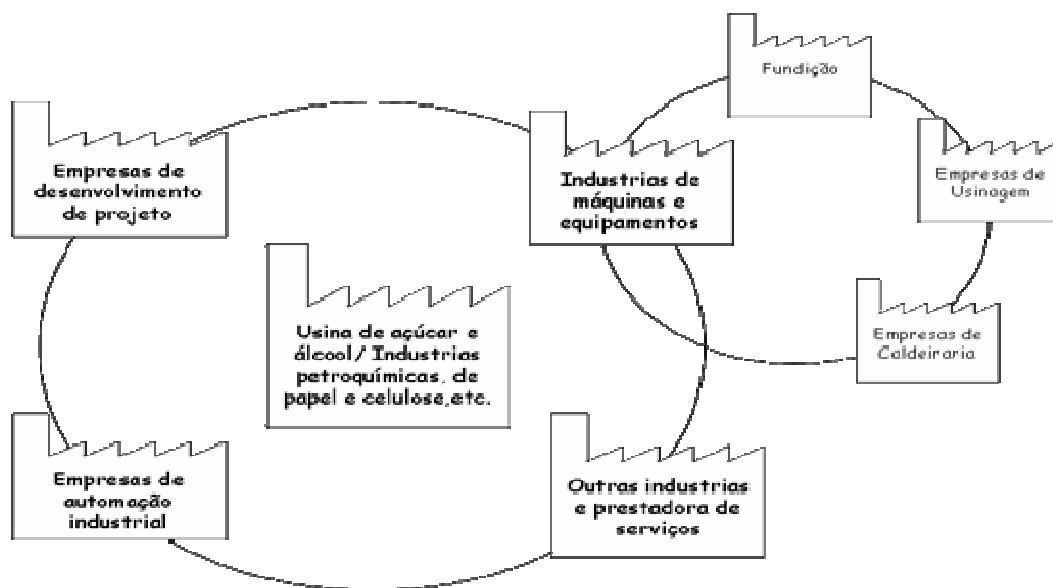 Fundição
Empresas de
desenvolvimento
de projeto
Industrias de
máquinas e
equipamentos
Empresas de
Usinagem
Usina de açúcar e
álcool/ Industrias
petroquímicas, de
papel e celulose,etc.
Empresas de
Caldeiraria
Empresas de
automação
industrial
Outras industrias
e prestadora de
serviços